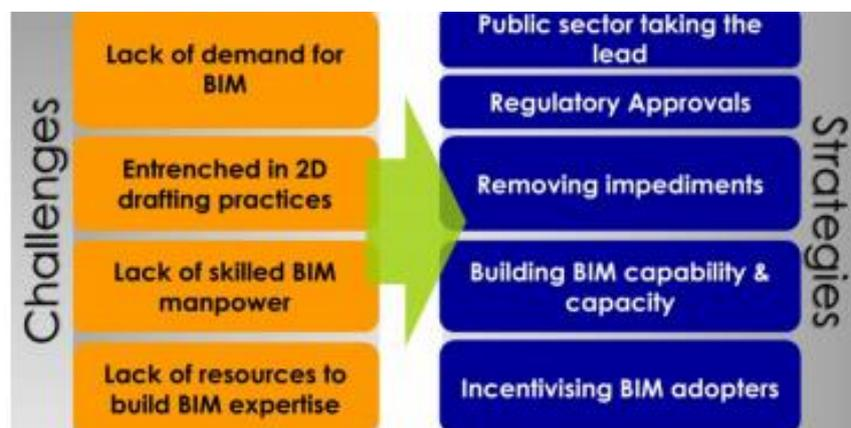 Challenges
Lack of demand for
BIM
Entrenched in 2D
drafting practices
Lack of skilled BIM
manpower
Lack of resources to
build BIM expertise
Public sector taking the
lead
Regulatory Approvals
Removing impediments
Building BIM capability &
capacity
Incentivising BIM adopters
Strategies